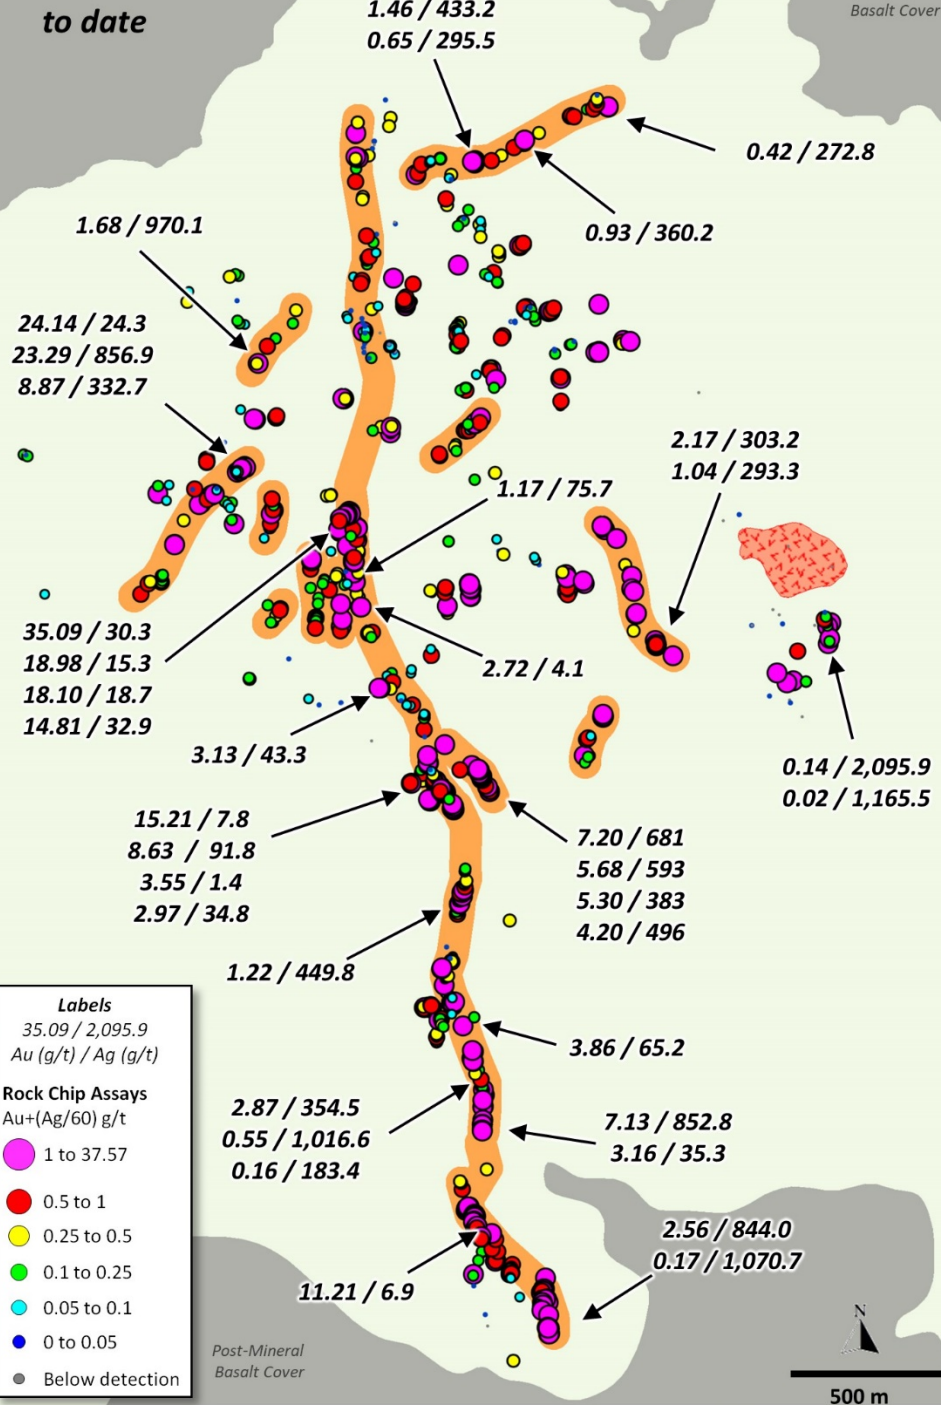 to date
1.46 / 433.2
0.65 / 295.5
Basalt Cover
0.42 / 272.8
0.93 / 360.2
1.68 / 970.1
24.14 / 24.3
23.29 / 856.9
8.87 / 332.7
2.17 / 303.2
1.04 / 293.3
1.17 / 75.7
35.09 / 30.3
18.98 / 15.3
18.10 / 18.7
14.81 / 32.9
2.72 / 4.1
3.13 / 43.3
0.14 / 2,095.9
0.02 / 1,165.5
15.21 / 7.8
8.63 / 91.8
3.55 / 1.4
2.97 / 34.8
7.20 / 681
5.68 / 593
5.30 / 383
4.20 / 496
1.22 / 449.8
3.86 / 65.2
2.87 / 354.5
0.55 / 1,016.6
0.16 / 183.4
7.13 / 852.8
3.16 / 35.3
2.56 / 844.0
0.17 / 1,070.7
11.21 / 6.9
Labels
35.09 / 2,095.9
Au (g/t) / Ag (g/t)
Rock Chip Assays
Au+(Ag/60) g/t
1 to 37.57
0.5 to 1
0.25 to 0.5
0.1 to 0.25
0.05 to 0.1
0 to 0.05
Below detection
Post-Mineral
Basalt Cover
N
500 m